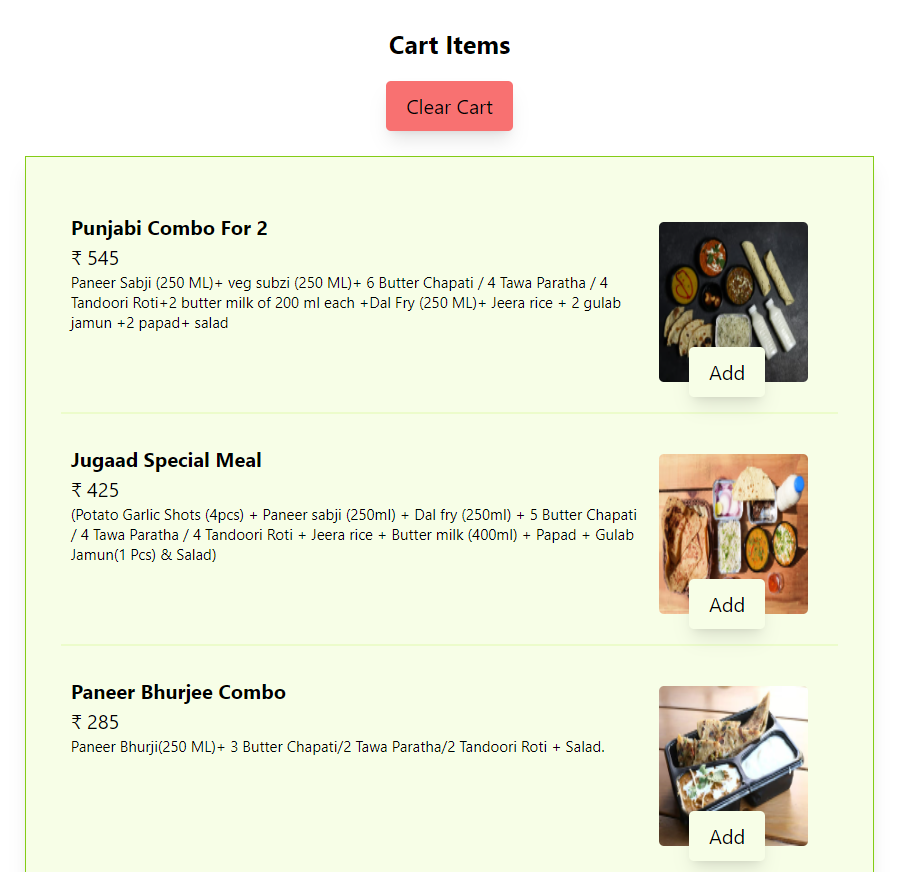 Cart Items
Clear Cart
Punjabi Combo For 2
₹ 545
Paneer Sabji (250 ML)+ veg subzi (250 ML)+ 6 Butter Chapati / 4 Tawa Paratha / 4
Tandoori Roti+2 butter milk of 200 ml each +Dal Fry (250 ML)+ Jeera rice + 2 gulab
jamun +2 papad+ salad
Add
Jugaad Special Meal
₹ 425
(Potato Garlic Shots (4pcs) + Paneer sabji (250ml) + Dal fry (250ml) + 5 Butter Chapati
/ 4 Tawa Paratha / 4 Tandoori Roti + Jeera rice + Butter milk (400ml) + Papad + Gulab
Jamun(1 Pcs) & Salad)
Add
Paneer Bhurjee Combo
₹ 285
Paneer Bhurji(250 ML)+ 3 Butter Chapati/2 Tawa Paratha/2 Tandoori Roti + Salad.
Add